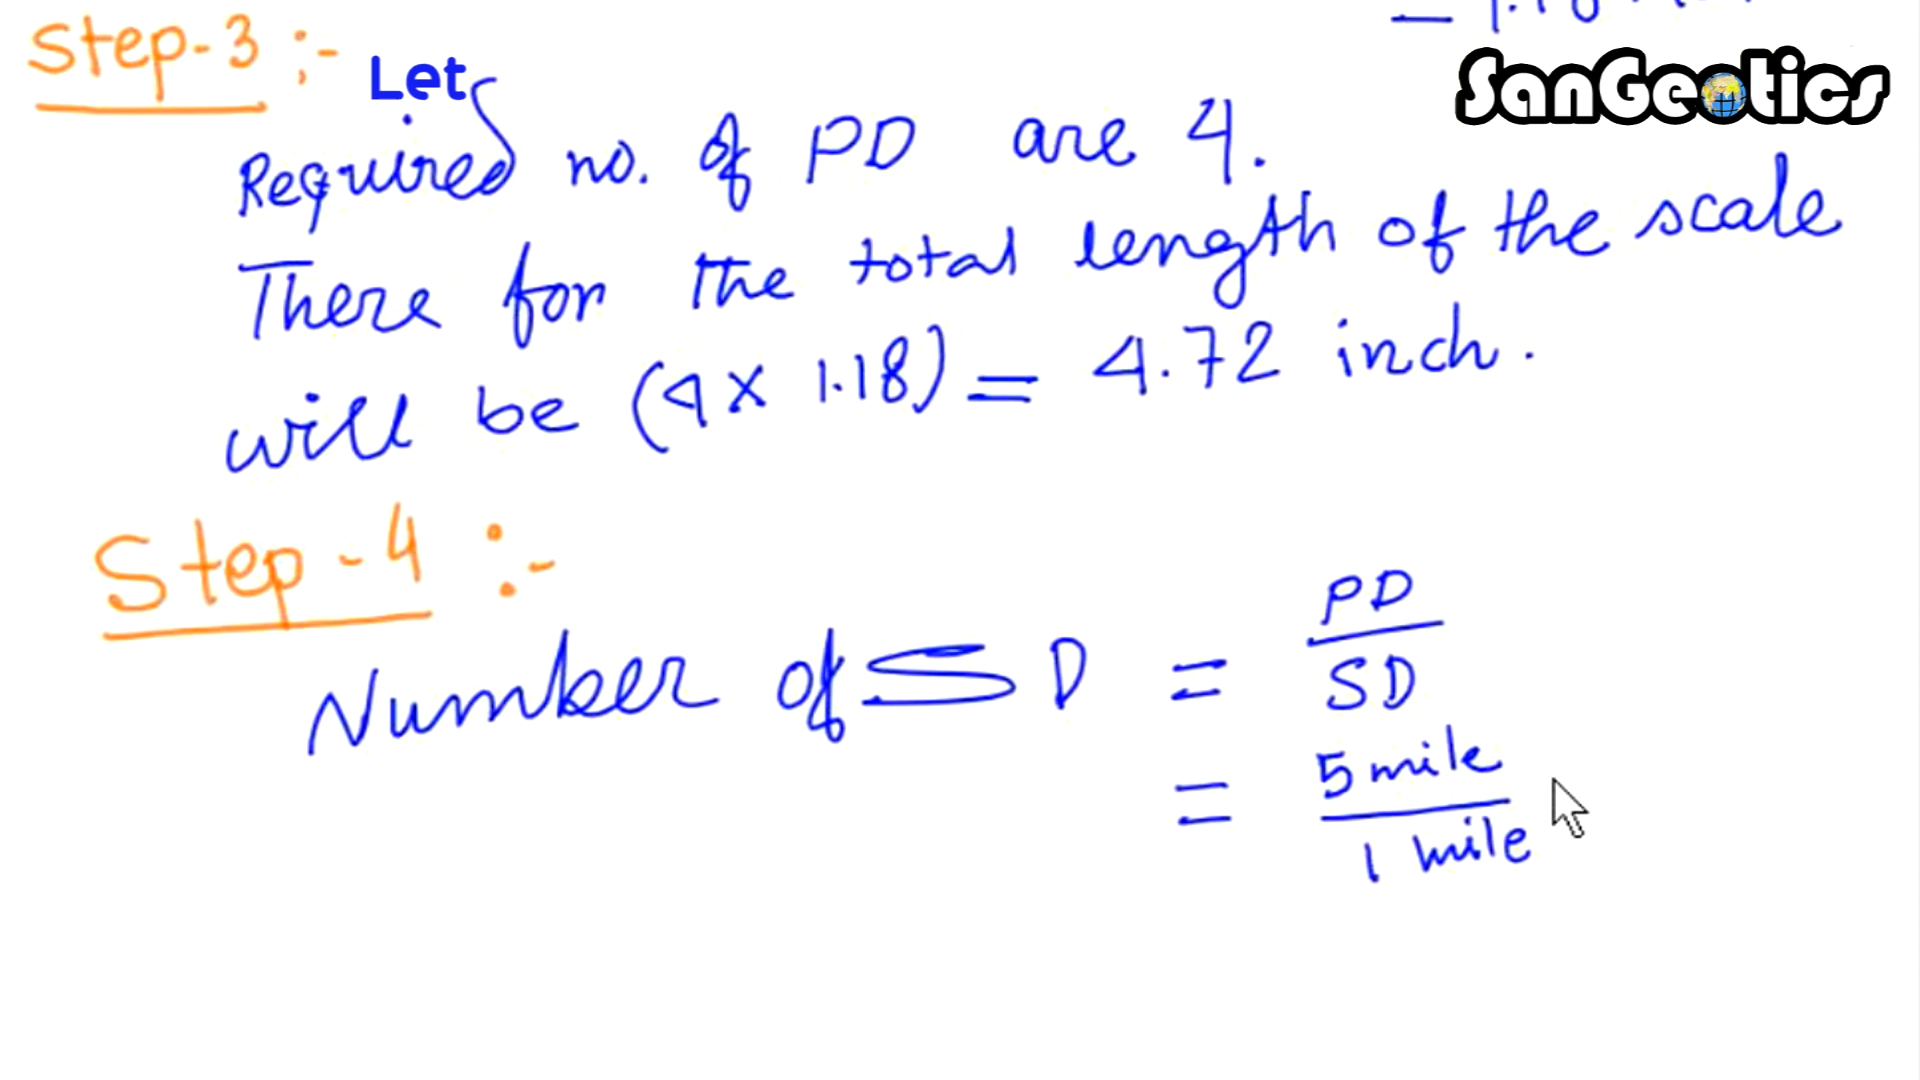 Step-3 :-
Let
Required no. of PD are 4.
There for the total length of the scale
will be (4 x 1.18) = 4.72 inch.
Step-4 :-
Number of SD = PD
SD
= 5 mile
1 mile
SanGeotics